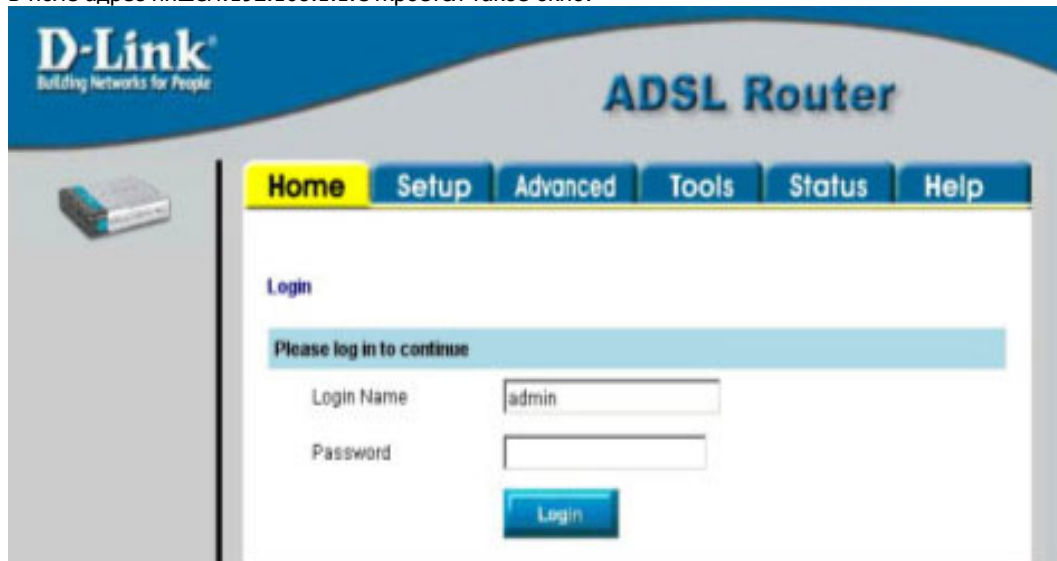 D-Link
Building Networks for People
ADSL Router
Home Setup Advanced Tools Status Help
Login
Please log in to continue
Login Name admin
Password
Login